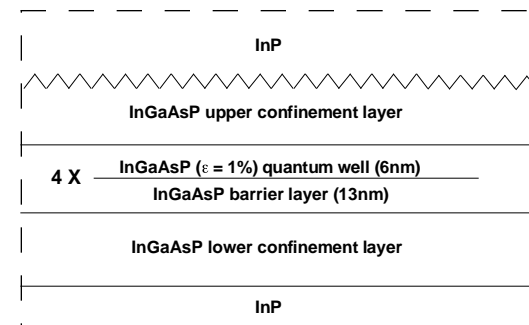 InP
InGaAsP upper confinement layer
4 X
InGaAsP (ε = 1%) quantum well (6nm)
InGaAsP barrier layer (13nm)
InGaAsP lower confinement layer
InP